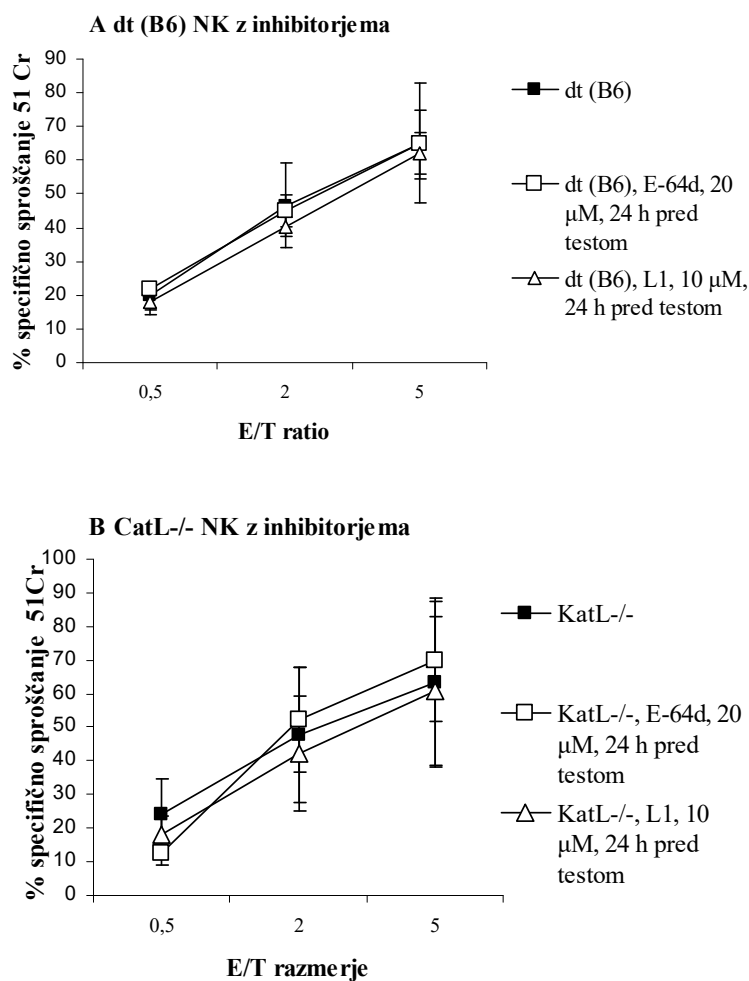 A dt (B6) NK z inhibitorjema
% specifično sproščanje 51 Cr
90
80
70
60
50
40
30
20
10
0
0,5
2
5
E/T ratio
dt (B6)
dt (B6), E-64d, 20
μM, 24 h pred
testom
dt (B6), L1, 10 μM,
24 h pred testom
B CatL-/- NK z inhibitorjema
% specifično sproščanje 51Cr
100
90
80
70
60
50
40
30
20
10
0
0,5
2
5
E/T razmerje
KatL-/-
KatL-/-, E-64d, 20
μM, 24 h pred
testom
KatL-/-, L1, 10
μM, 24 h pred
testom